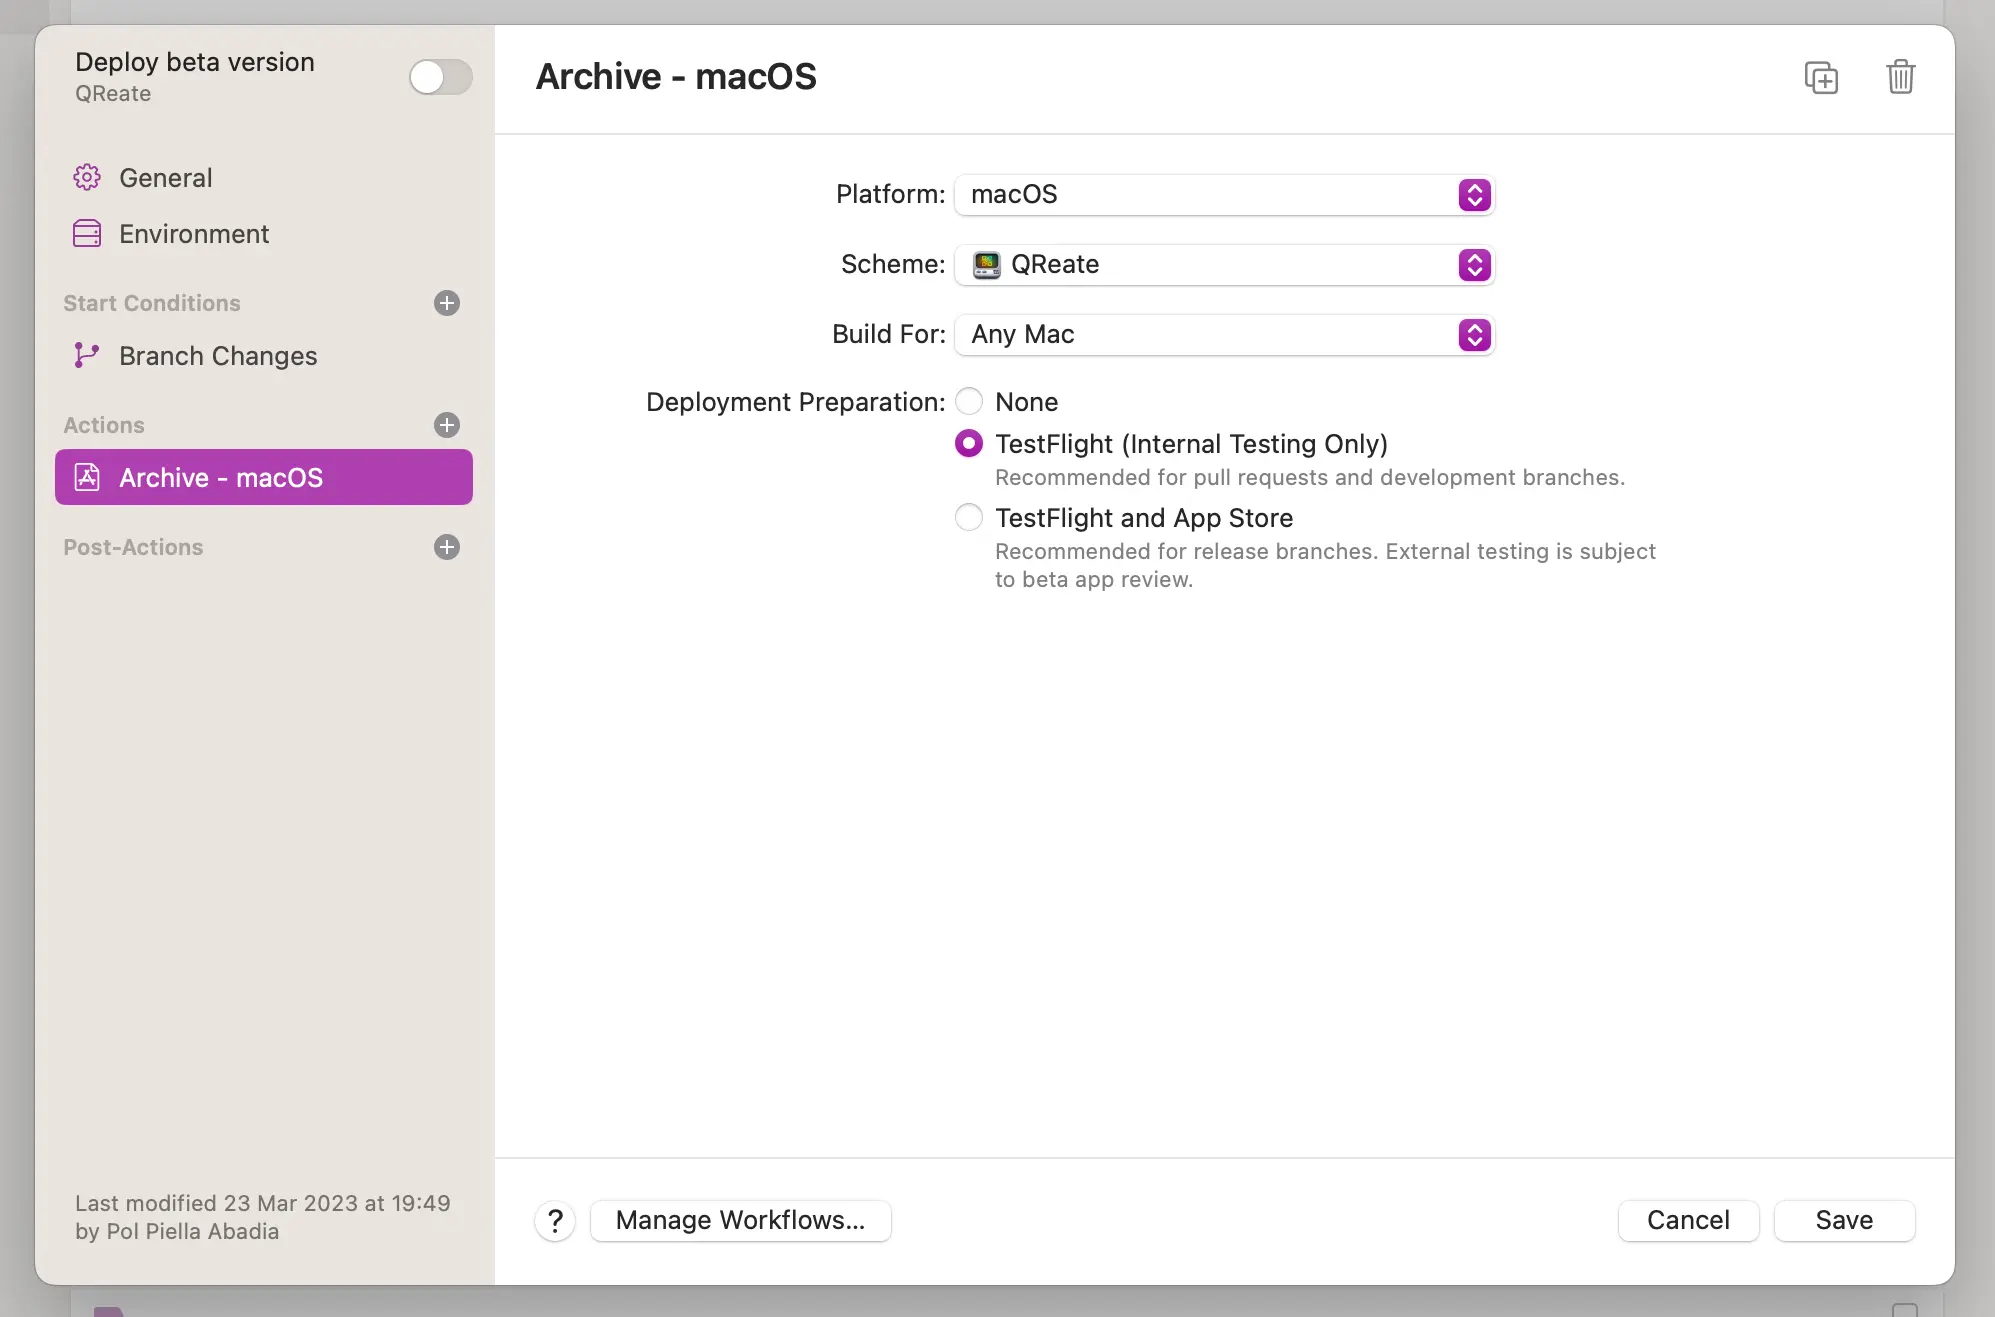 Deploy beta version
QReate
General
Environment
Start Conditions
Branch Changes
Actions
Archive - macOS
Post-Actions
Last modified 23 Mar 2023 at 19:49
by Pol Piella Abadia
Archive - macOS
Platform: macOS
Scheme: QReate
Build For: Any Mac
Deployment Preparation: None
TestFlight (Internal Testing Only)
Recommended for pull requests and development branches.
TestFlight and App Store
Recommended for release branches. External testing is subject
to beta app review.
? Manage Workflows... Cancel Save